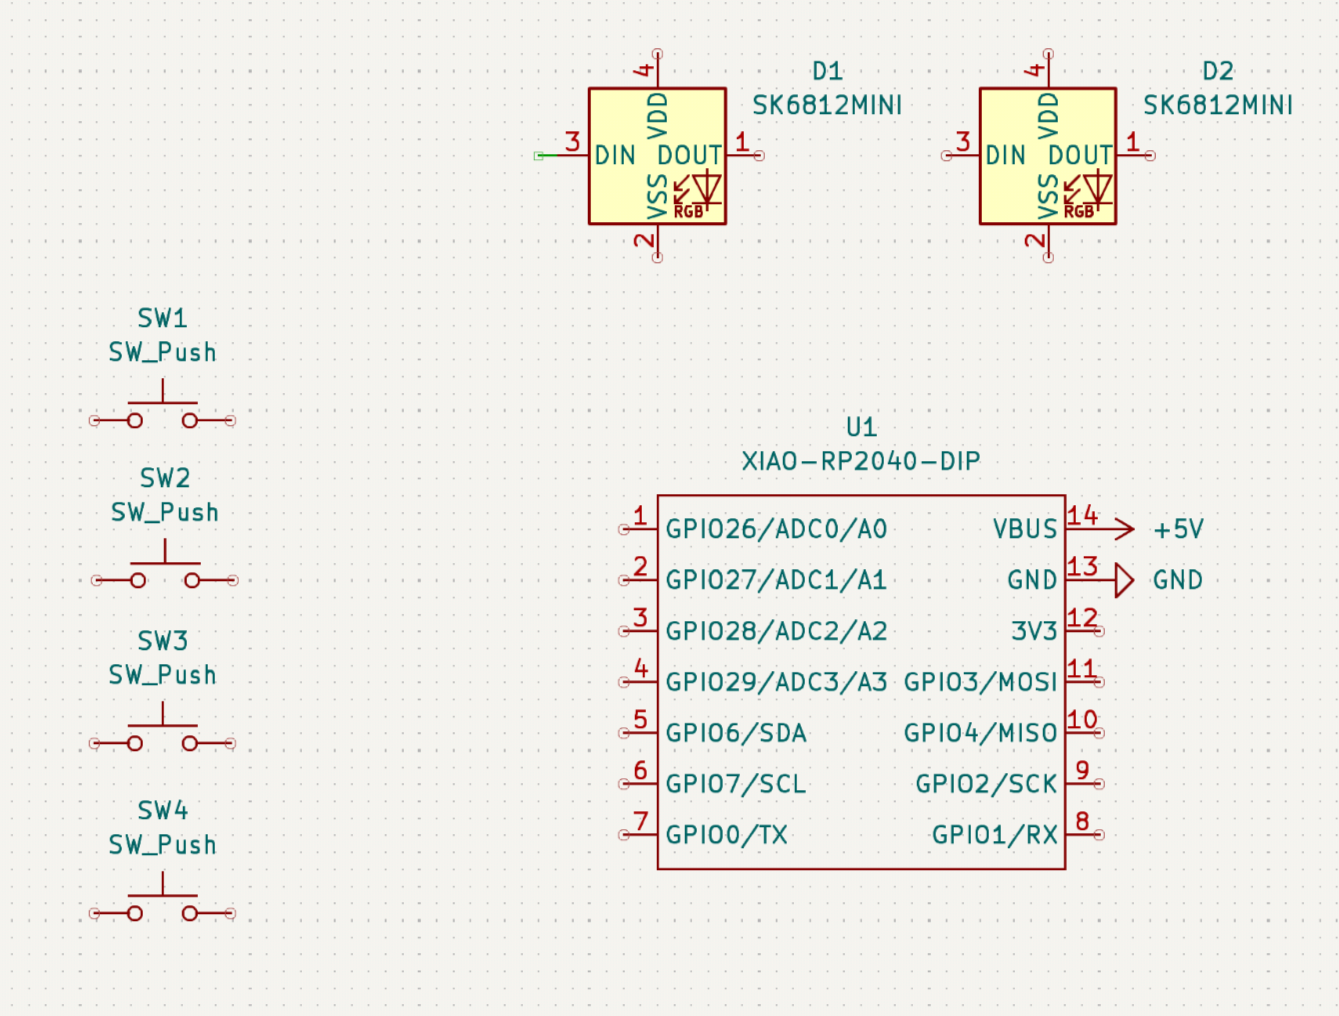 D1
SK6812MINI
4
VDD
3
DIN
DOUT
1
VSS
RGB
2
D2
SK6812MINI
4
VDD
3
DIN
DOUT
1
VSS
RGB
2
SW1
SW_Push
SW2
SW_Push
SW3
SW_Push
SW4
SW_Push
U1
XIAO-RP2040-DIP
1 GPIO26/ADC0/A0 VBUS 14 +5V
2 GPIO27/ADC1/A1 GND 13 GND
3 GPIO28/ADC2/A2 3V3 12
4 GPIO29/ADC3/A3 GPIO3/MOSI 11
5 GPIO6/SDA GPIO4/MISO 10
6 GPIO7/SCL GPIO2/SCK 9
7 GPIO0/TX GPIO1/RX 8